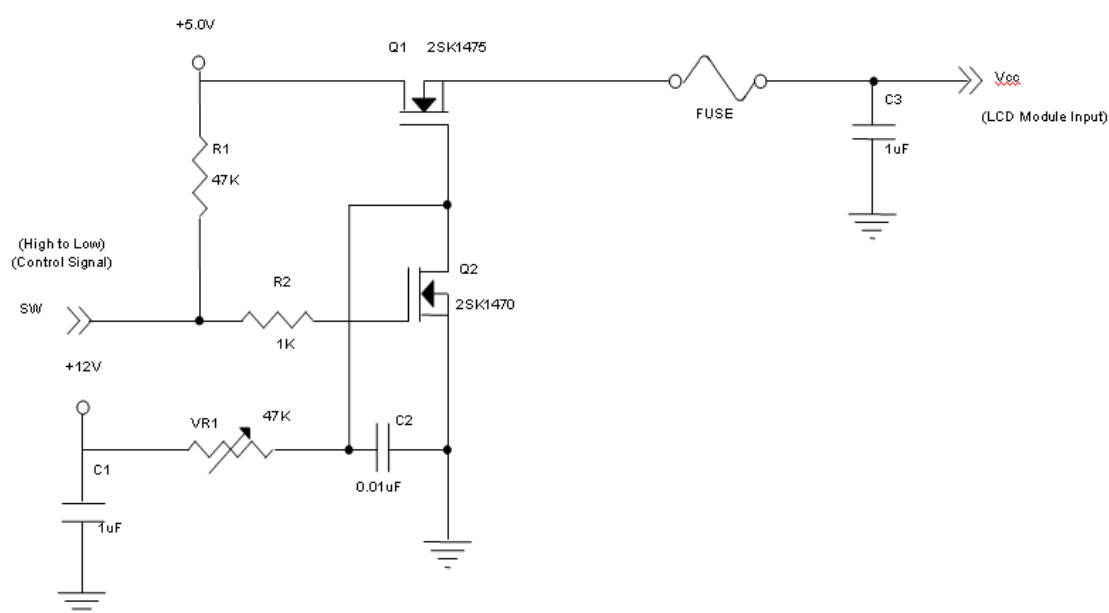 +5.0V
Q1 2SK1475
Vcc
FUSE
C3
(LCD Module Input)
1uF
R1
47K
(High to Low)
(Control Signal)
SW
R2
1K
Q2
2SK1470
+12V
VR1
47K
C2
0.01uF
C1
1uF